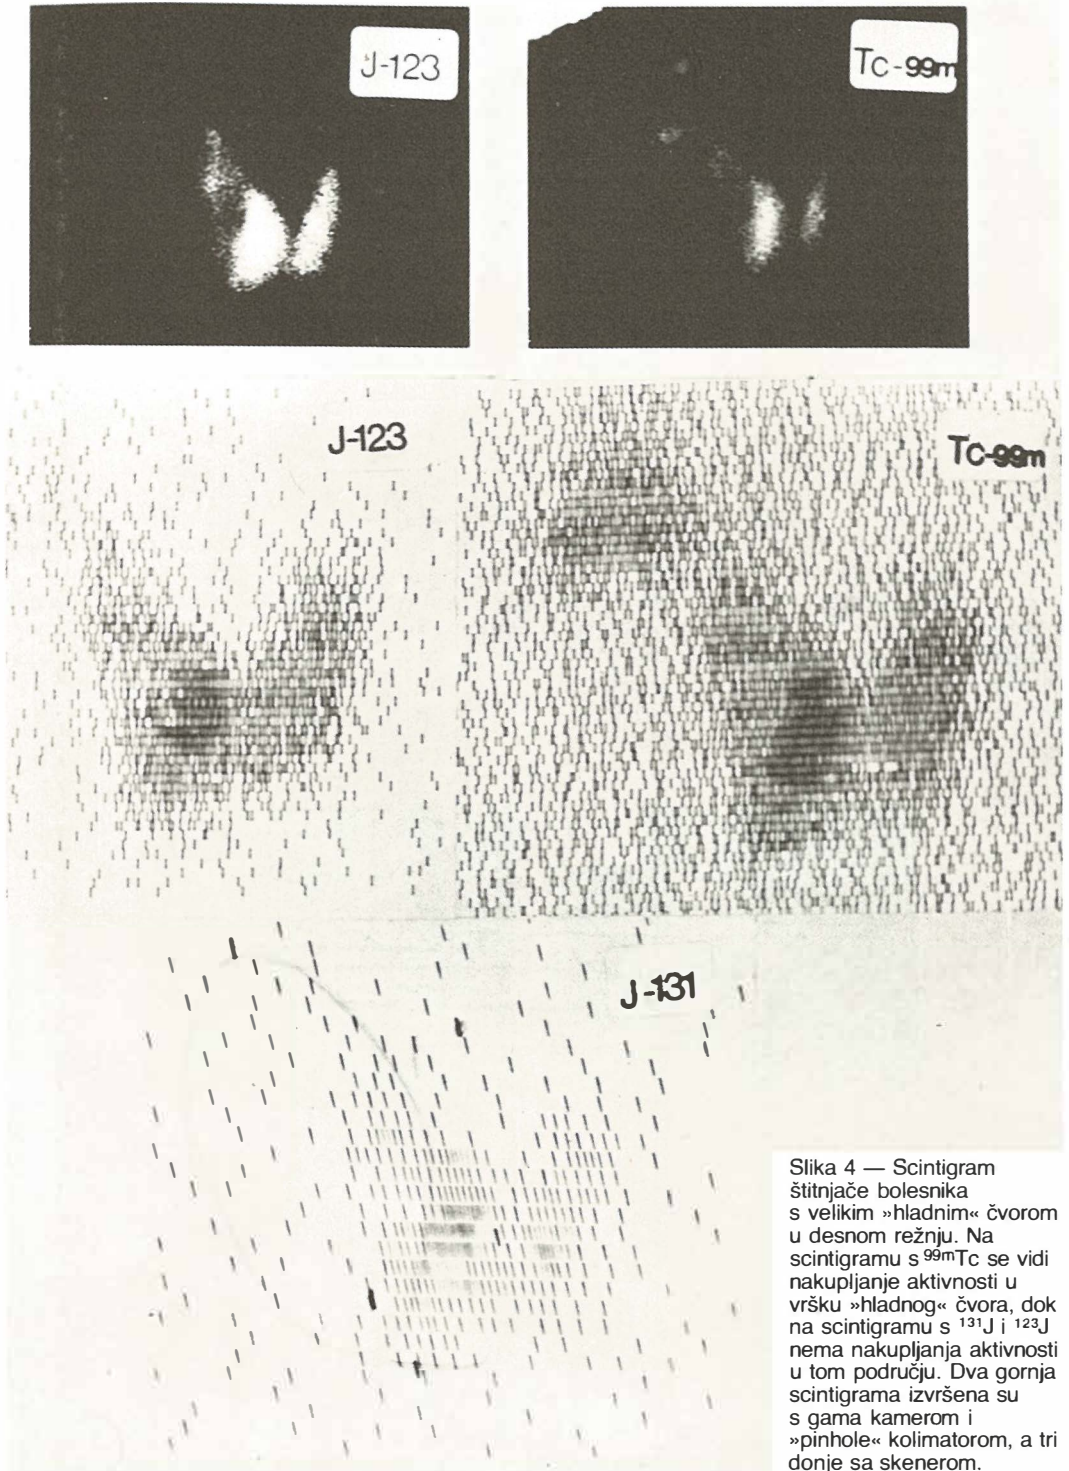 J-123
Tc-99m
J-123
Tc-99m
J-131
Slika 4 — Scintigram
štitnjače bolesnika
s velikim »hladnim« čvorom
u desnom režnju. Na
scintigramu s ⁹⁹ᵐTc se vidi
nakupljanje aktivnosti u
vršku »hladnog« čvora, dok
na scintigramu s ¹³¹J i ¹²³J
nema nakupljanja aktivnosti
u tom području. Dva gornja
scintigrama izvršena su
s gama kamerom i
»pinhole« kolimatorom, a tri
donje sa skenerom.